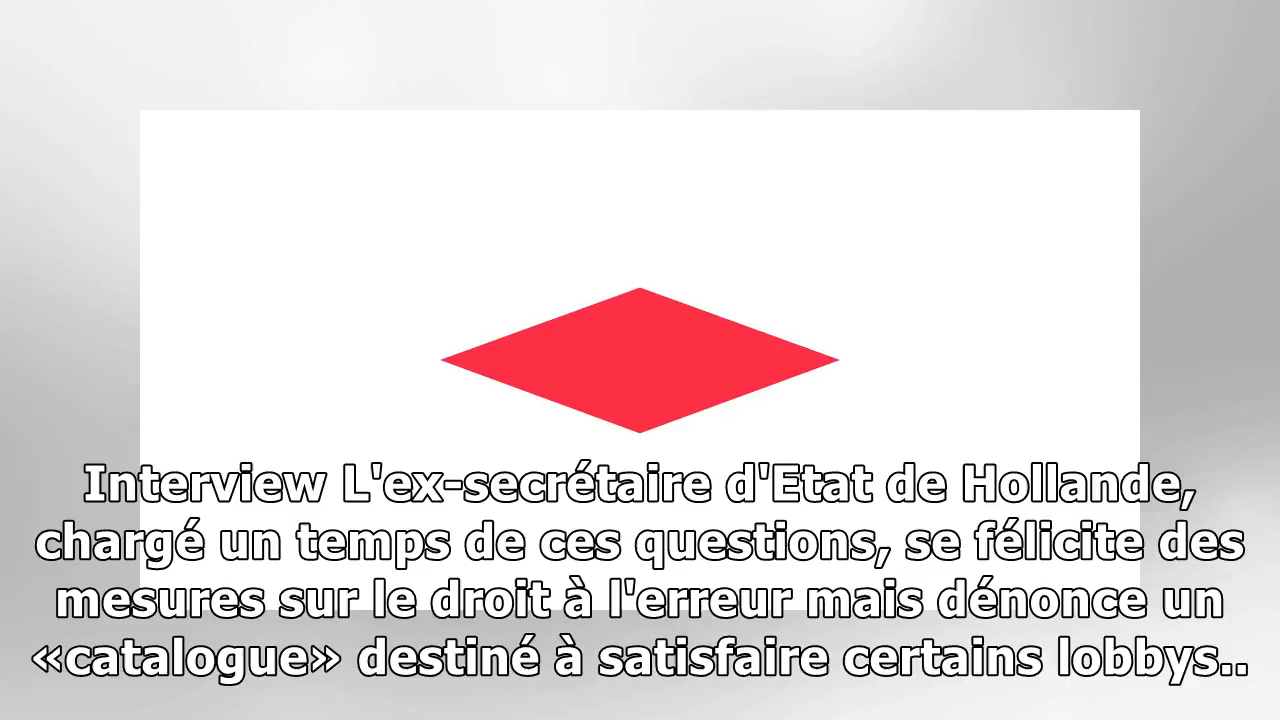 Interview L'ex-secrétaire d'Etat de Hollande,
chargé un temps de ces questions, se félicite des
mesures sur le droit à l'erreur mais dénonce un
«catalogue» destiné à satisfaire certains lobbys..